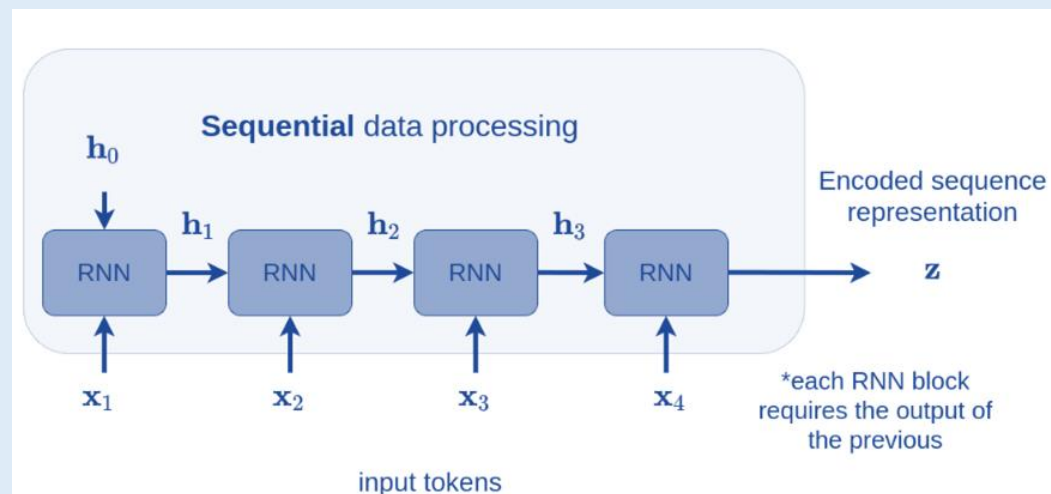 Sequential data processing
h₀
h₁
h₂
h₃
Encoded sequence
representation
RNN
RNN
RNN
RNN
z
x₁
x₂
x₃
x₄
*each RNN block
requires the output of
the previous
input tokens